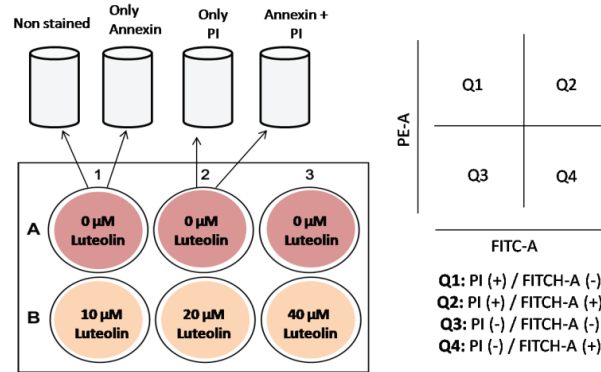 Non stained
Only
Annexin
Only
PI
Annexin +
PI
1
2
3
A
0 µM
Luteolin
0 µM
Luteolin
0 µM
Luteolin
B
10 µM
Luteolin
20 µM
Luteolin
40 µM
Luteolin
PE-A
Q1
Q2
Q3
Q4
FITC-A
Q1: PI (+) / FITCH-A (-)
Q2: PI (+) / FITCH-A (+)
Q3: PI (-) / FITCH-A (-)
Q4: PI (-) / FITCH-A (+)